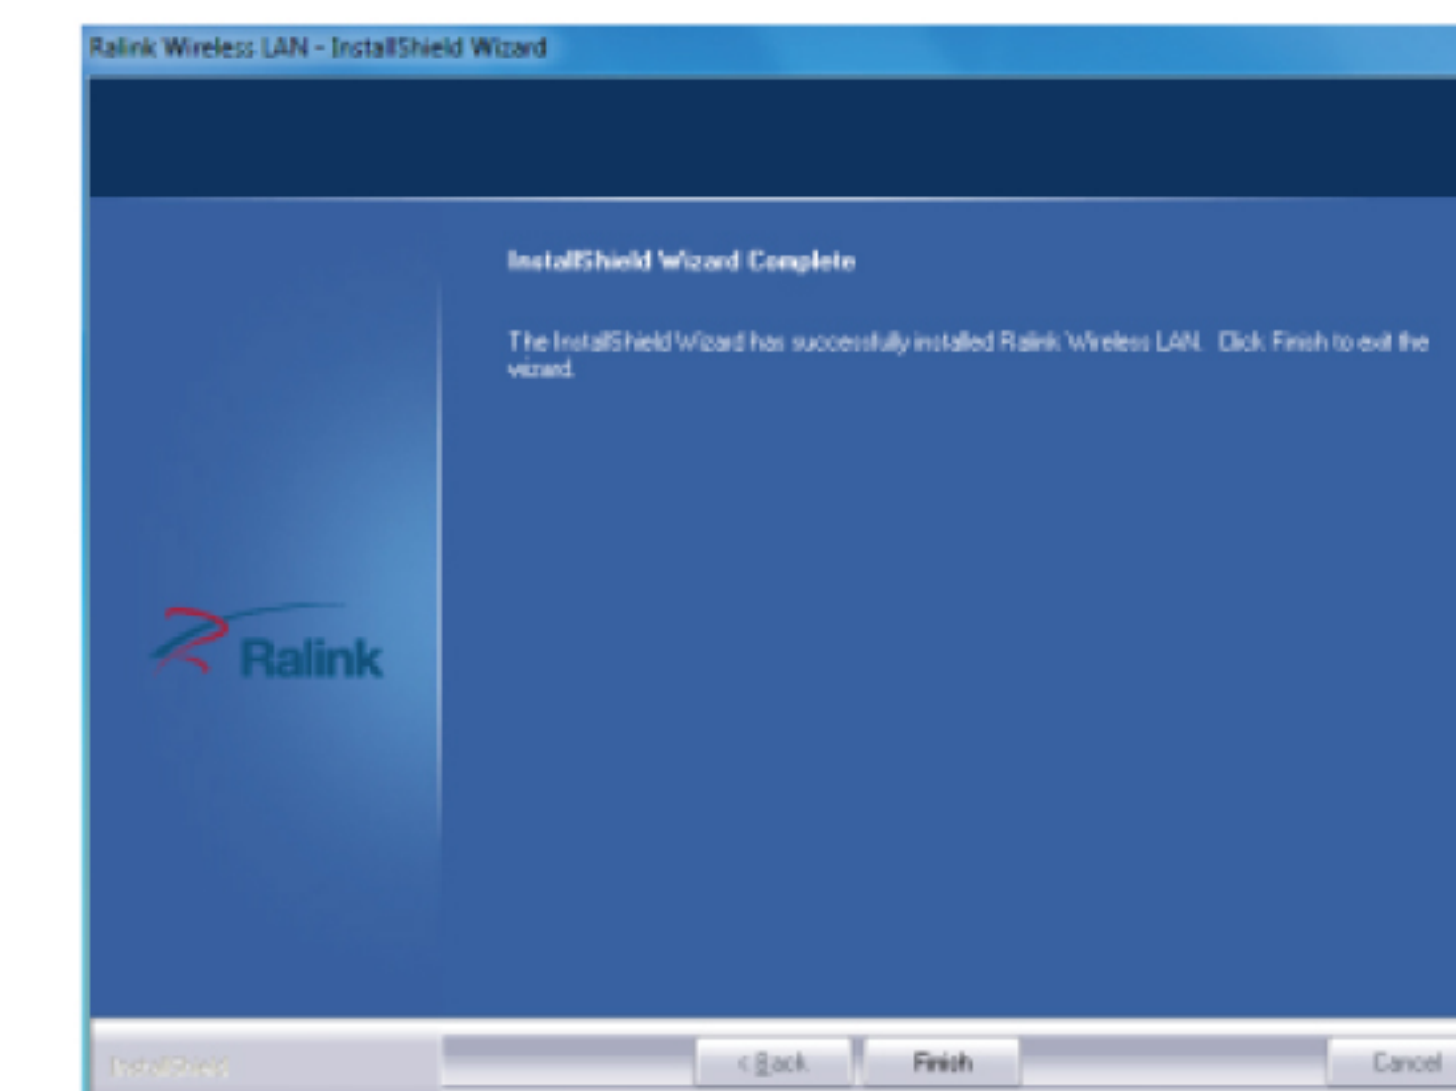 Ralink Wireless LAN - InstallShield Wizard
InstallShield Wizard Complete
The InstallShield Wizard has successfully installed Ralink Wireless LAN. Click Finish to exit the
wizard.
Ralink
InstallShield
< Back
Finish
Cancel